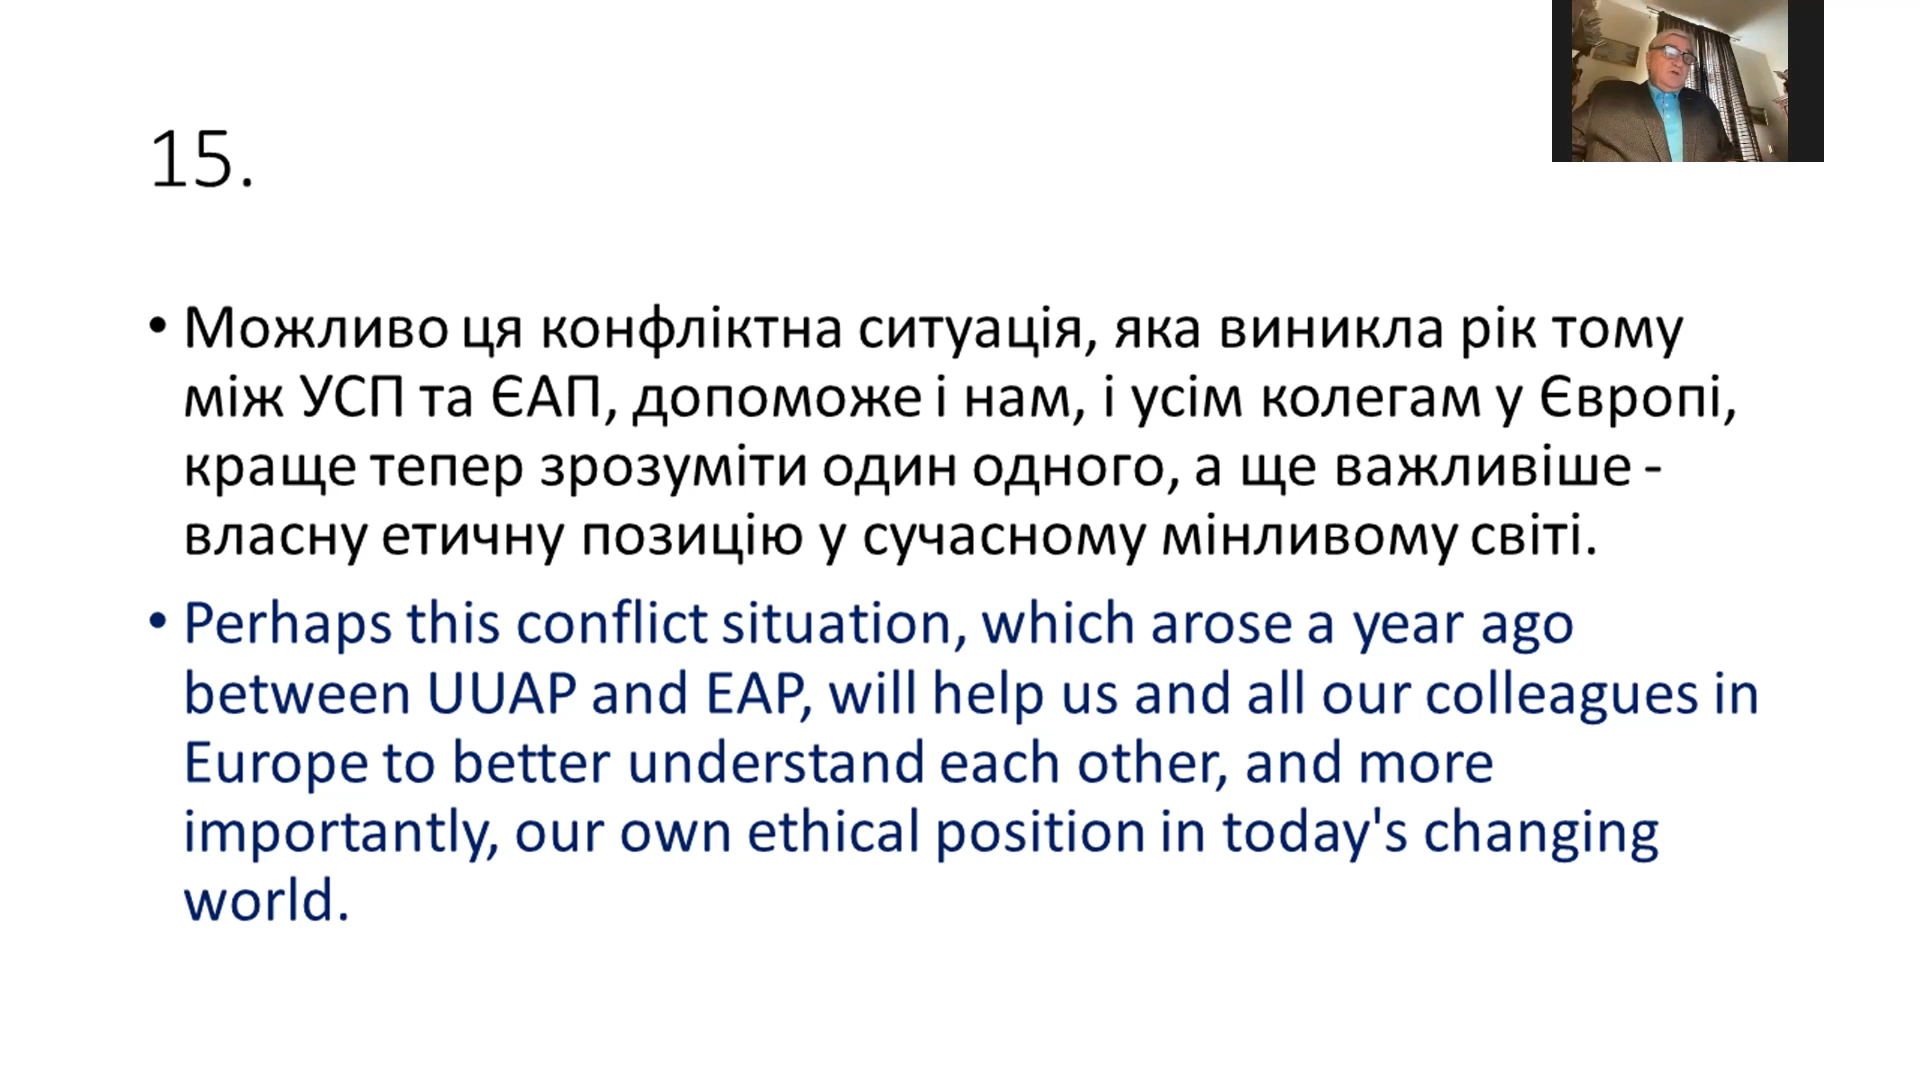 15.
• Можливо ця конфліктна ситуація, яка виникла рік тому
між УСП та ЄАП, допоможе і нам, і усім колегам у Європі,
краще тепер зрозуміти один одного, а ще важливіше -
власну етичну позицію у сучасному мінливому світі.
• Perhaps this conflict situation, which arose a year ago
between UUAP and EAP, will help us and all our colleagues in
Europe to better understand each other, and more
importantly, our own ethical position in today's changing
world.